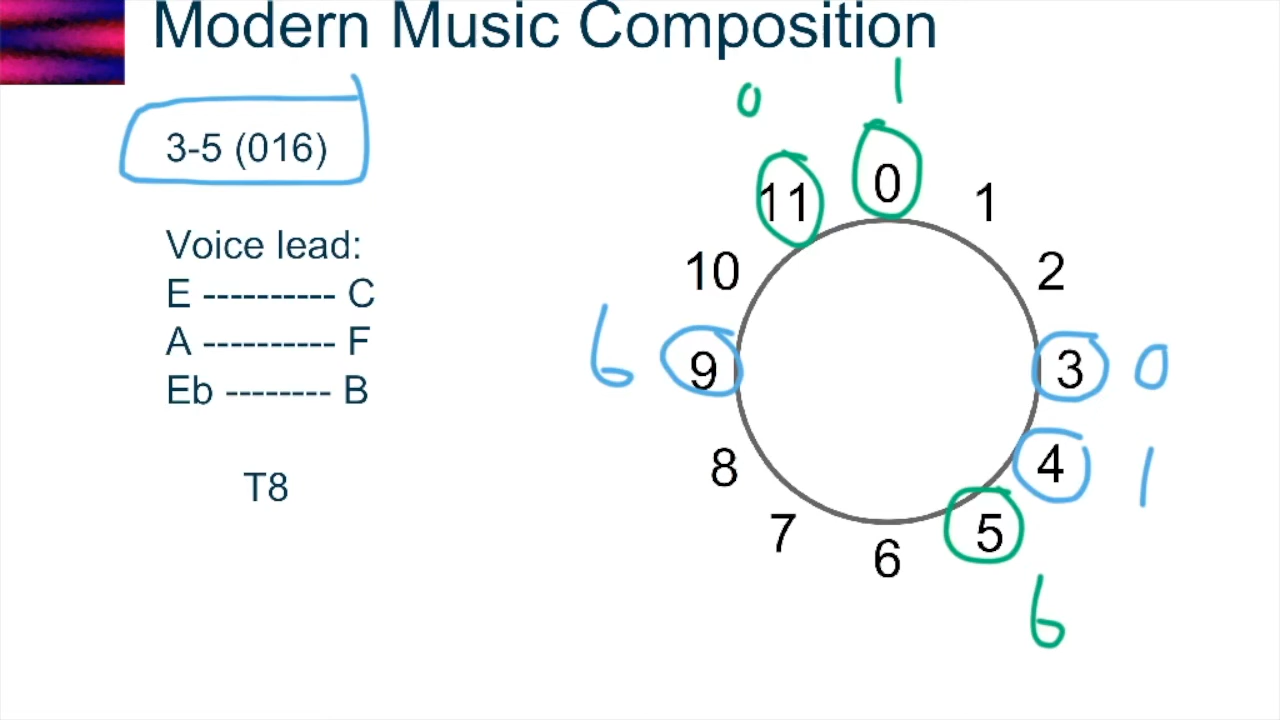 Modern Music Composition
3-5 (016)
Voice lead:
E ---------- C
A ---------- F
Eb -------- B
T8
0 1
11 0 1
10 2
6 9 3 0
8 4 1
7 5
6
6